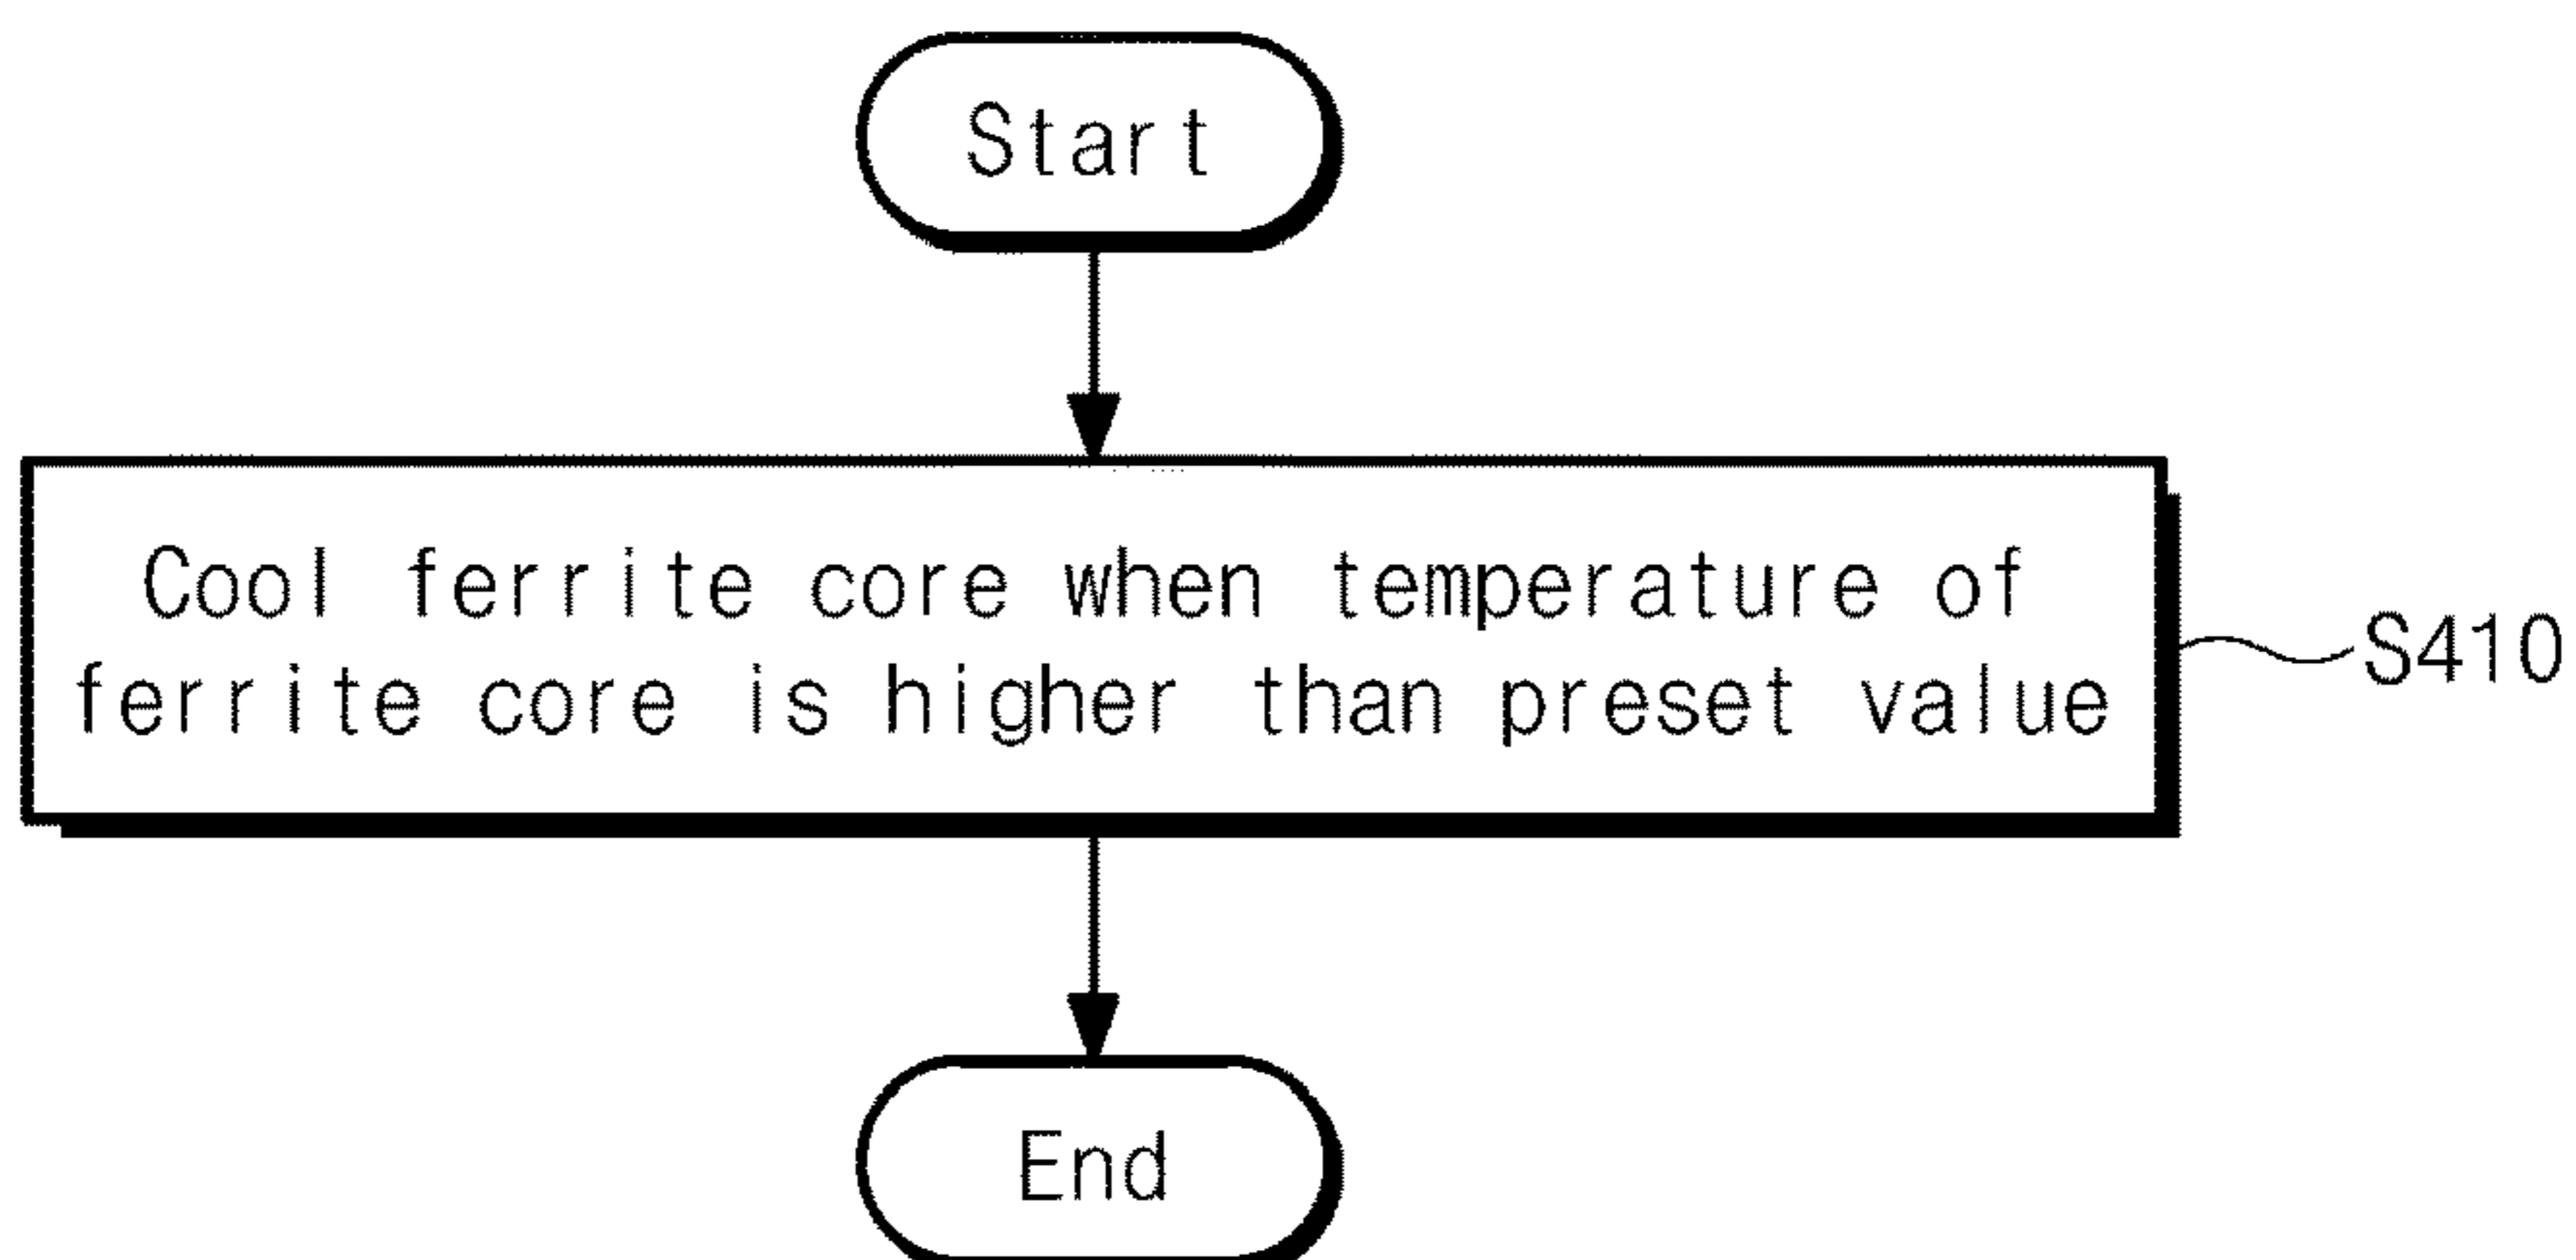 Start
Cool ferrite core when temperature of
ferrite core is higher than preset value
S410
End